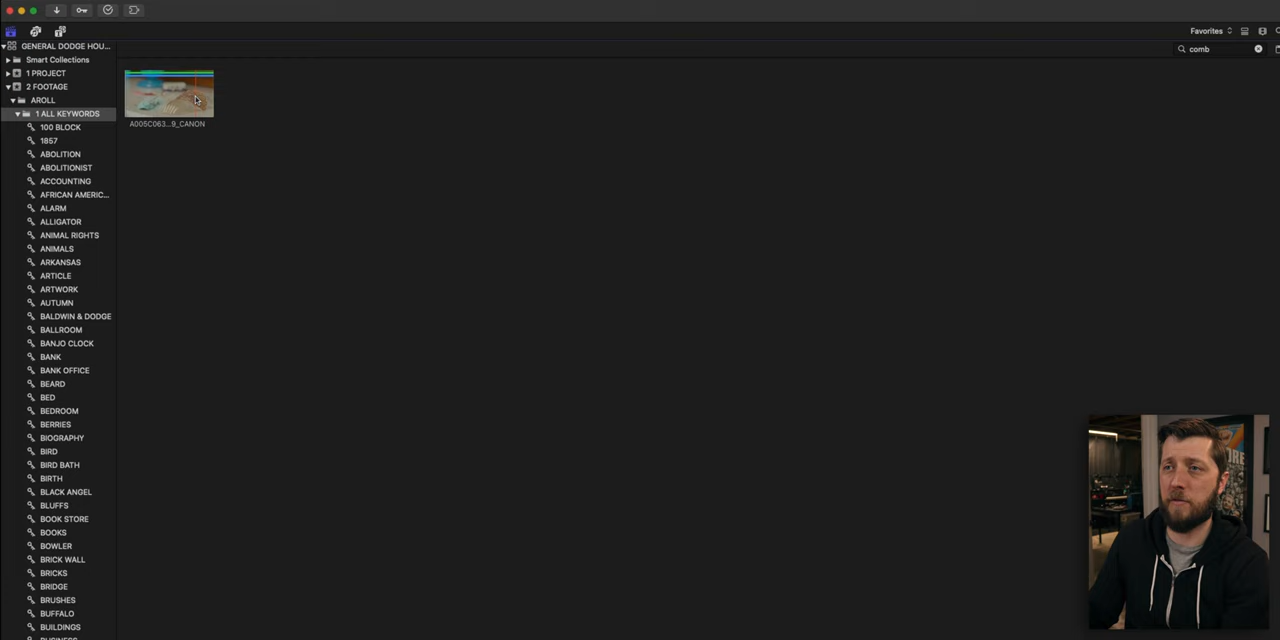 Favorites
GENERAL DODGE HOU...
comb
Smart Collections
1 PROJECT
2 FOOTAGE
AROLL
1 ALL KEYWORDS
A005C063...9_CANON
100 BLOCK
1857
ABOLITION
ABOLITIONIST
ACCOUNTING
AFRICAN AMERIC...
ALARM
ALLIGATOR
ANIMAL RIGHTS
ANIMALS
ARKANSAS
ARTICLE
ARTWORK
AUTUMN
BALDWIN & DODGE
BALLROOM
BANJO CLOCK
BANK
BANK OFFICE
BEARD
BED
BEDROOM
BERRIES
BIOGRAPHY
BIRD
BIRD BATH
BIRTH
BLACK ANGEL
BLUFFS
BOOK STORE
BOOKS
BOWLER
BRICK WALL
BRICKS
BRIDGE
BRUSHES
BUFFALO
BUILDINGS